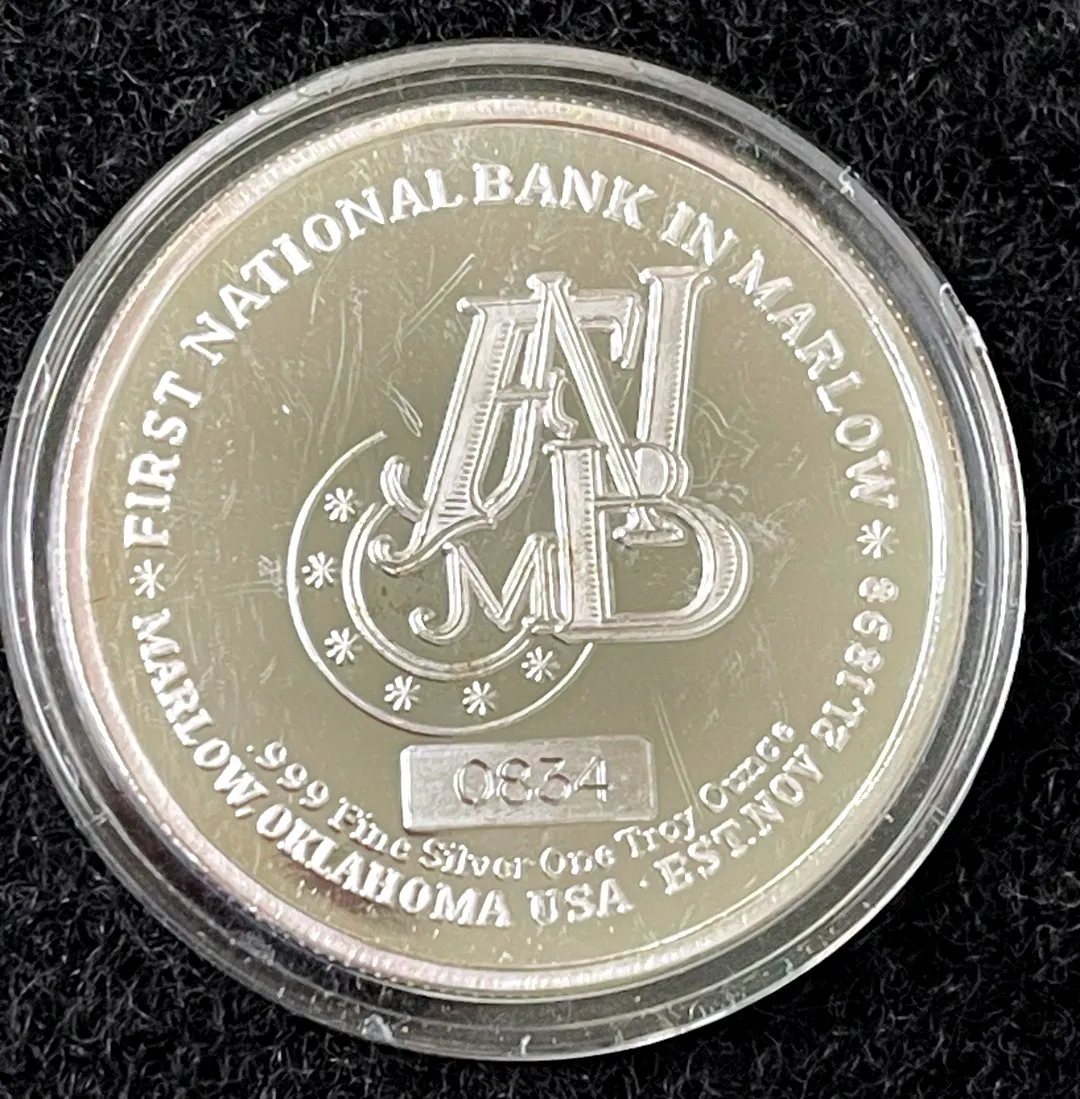 * FIRST NATIONAL BANK IN MARLOW *
FNB
M
0834
.999 Fine Silver One Troy Ounce
MARLOW, OKLAHOMA USA · EST. NOV 21, 1898